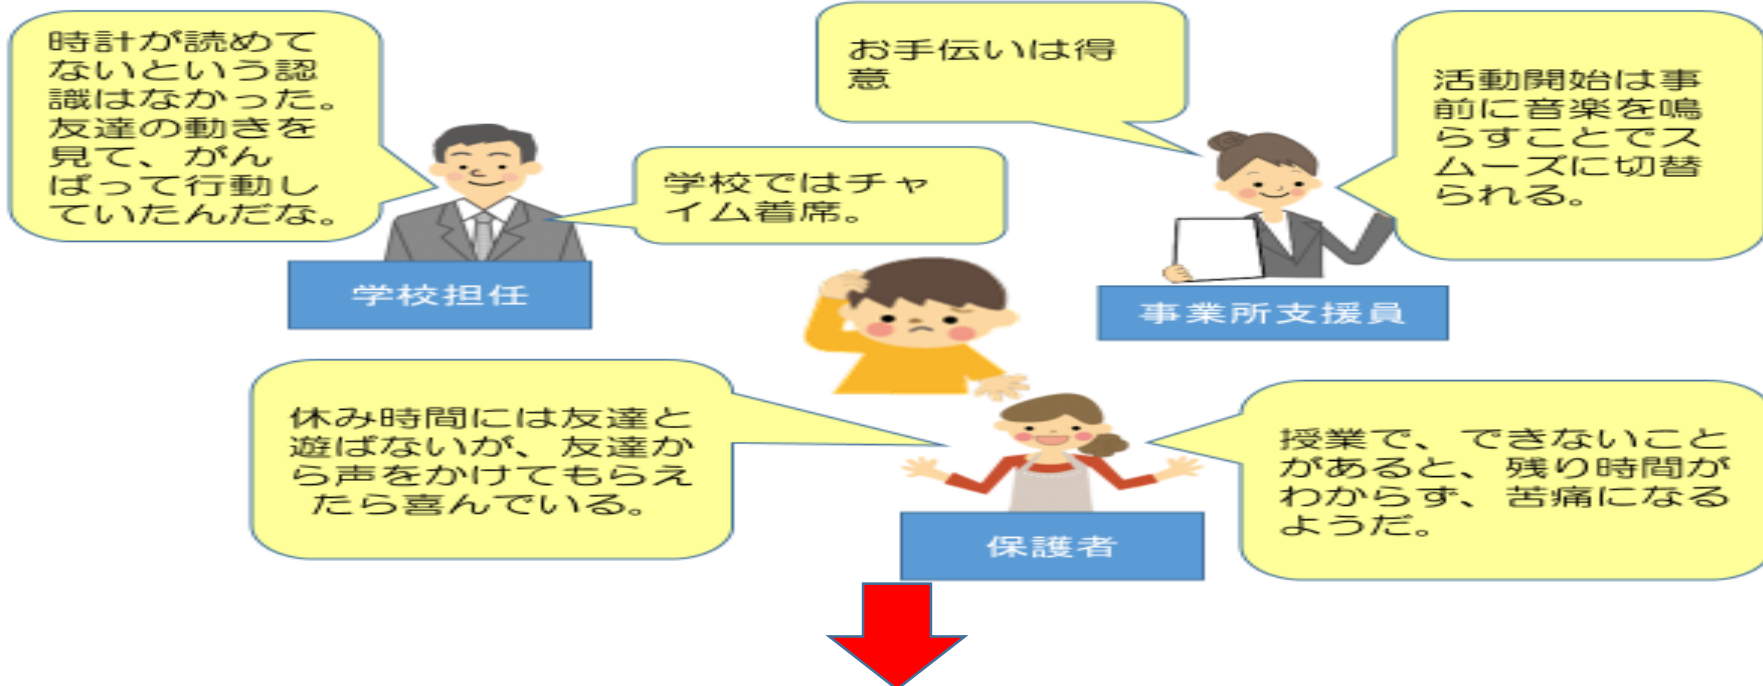 時計が読めて
ないという認
識はなかった。
友達の動きを
見て、がん
ばって行動し
ていたんだな。
学校ではチャ
イム着席。
学校担任
お手伝いは得
意
活動開始は事
前に音楽を鳴
らすことでス
ムーズに切替
られる。
事業所支援員
休み時間には友達と
遊ばないが、友達か
ら声をかけてもらえ
たら喜んでいる。
授業で、できないこと
があると、残り時間が
わからず、苦痛になる
ようだ。
保護者